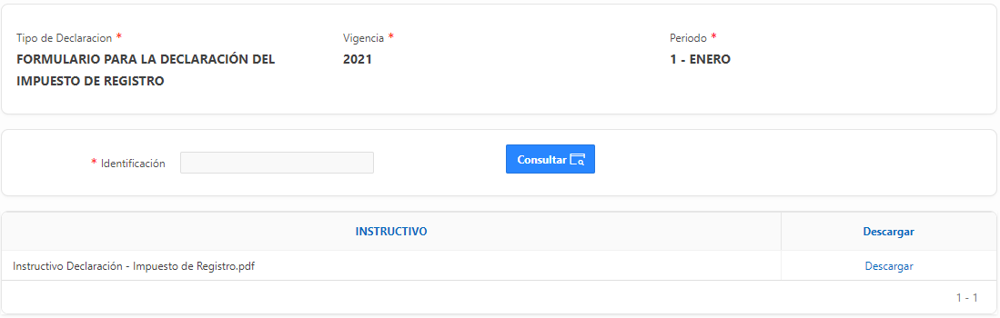 Tipo de Declaracion *
Vigencia *
Periodo *
FORMULARIO PARA LA DECLARACIÓN DEL
IMPUESTO DE REGISTRO
2021
1 - ENERO
* Identificación
Consultar
INSTRUCTIVO
Descargar
Instructivo Declaración - Impuesto de Registro.pdf
Descargar
1 - 1